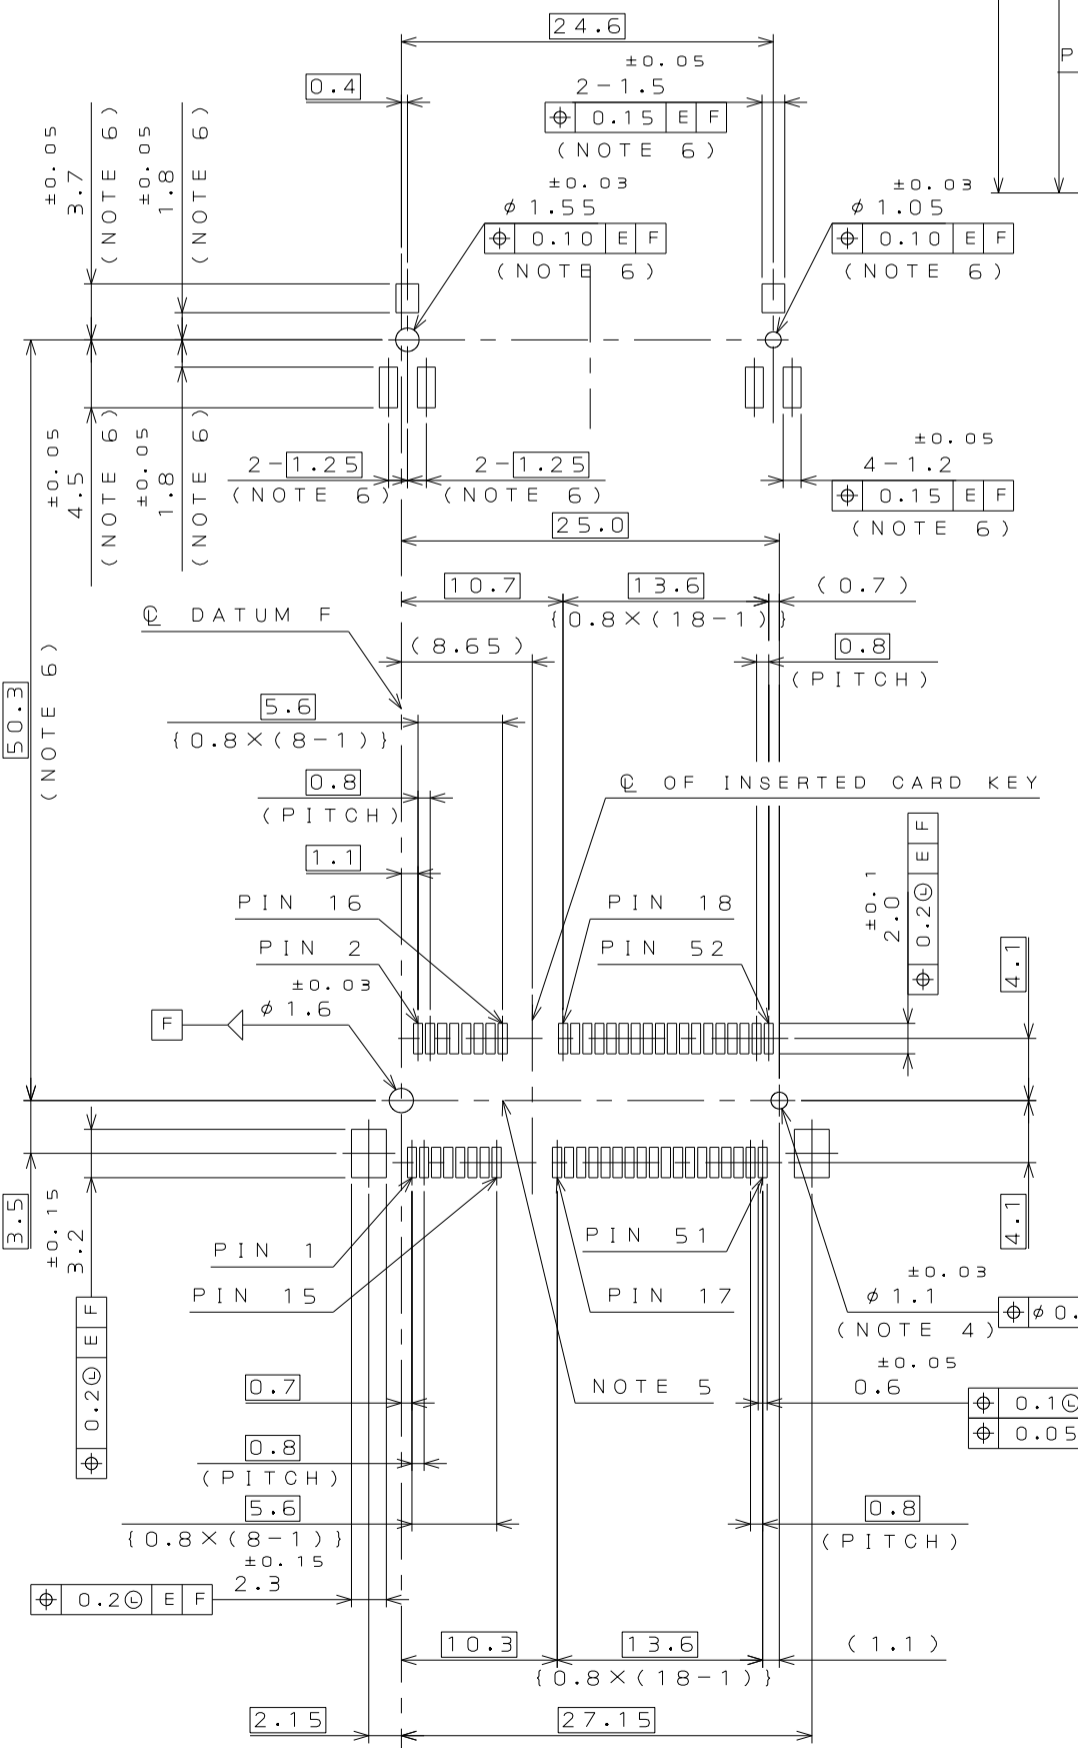 24.6
P
0.4
±0.05
2-1.5
⌖ 0.15 E F
(NOTE 6)
±0.05
3.7
(NOTE 6)
±0.05
1.8
(NOTE 6)
±0.03
φ1.55
⌖ 0.10 E F
(NOTE 6)
±0.03
φ1.05
⌖ 0.10 E F
(NOTE 6)
±0.05
4.5
(NOTE 6)
±0.05
1.8
(NOTE 6)
2-1.25
(NOTE 6)
2-1.25
(NOTE 6)
±0.05
4-1.2
⌖ 0.15 E F
(NOTE 6)
25.0
10.7
13.6
{0.8×(18-1)}
(0.7)
℄ DATUM F
(8.65)
0.8
(PITCH)
50.3
(NOTE 6)
5.6
{0.8×(8-1)}
0.8
(PITCH)
℄ OF INSERTED CARD KEY
1.1
PIN 16
PIN 18
PIN 2
PIN 52
±0.1
2.0
⌖ 0.2Ⓛ E F
4.1
±0.03
φ1.6
F
3.5
±0.15
3.2
⌖ 0.2Ⓛ E F
4.1
PIN 1
PIN 51
PIN 15
PIN 17
±0.03
φ1.1
(NOTE 4)
⌖ φ0.
±0.05
0.6
⌖ 0.1Ⓛ
⌖ 0.05
0.7
NOTE 5
0.8
(PITCH)
5.6
{0.8×(8-1)}
0.8
(PITCH)
±0.15
2.3
⌖ 0.2Ⓛ E F
10.3
13.6
{0.8×(18-1)}
(1.1)
2.15
27.15